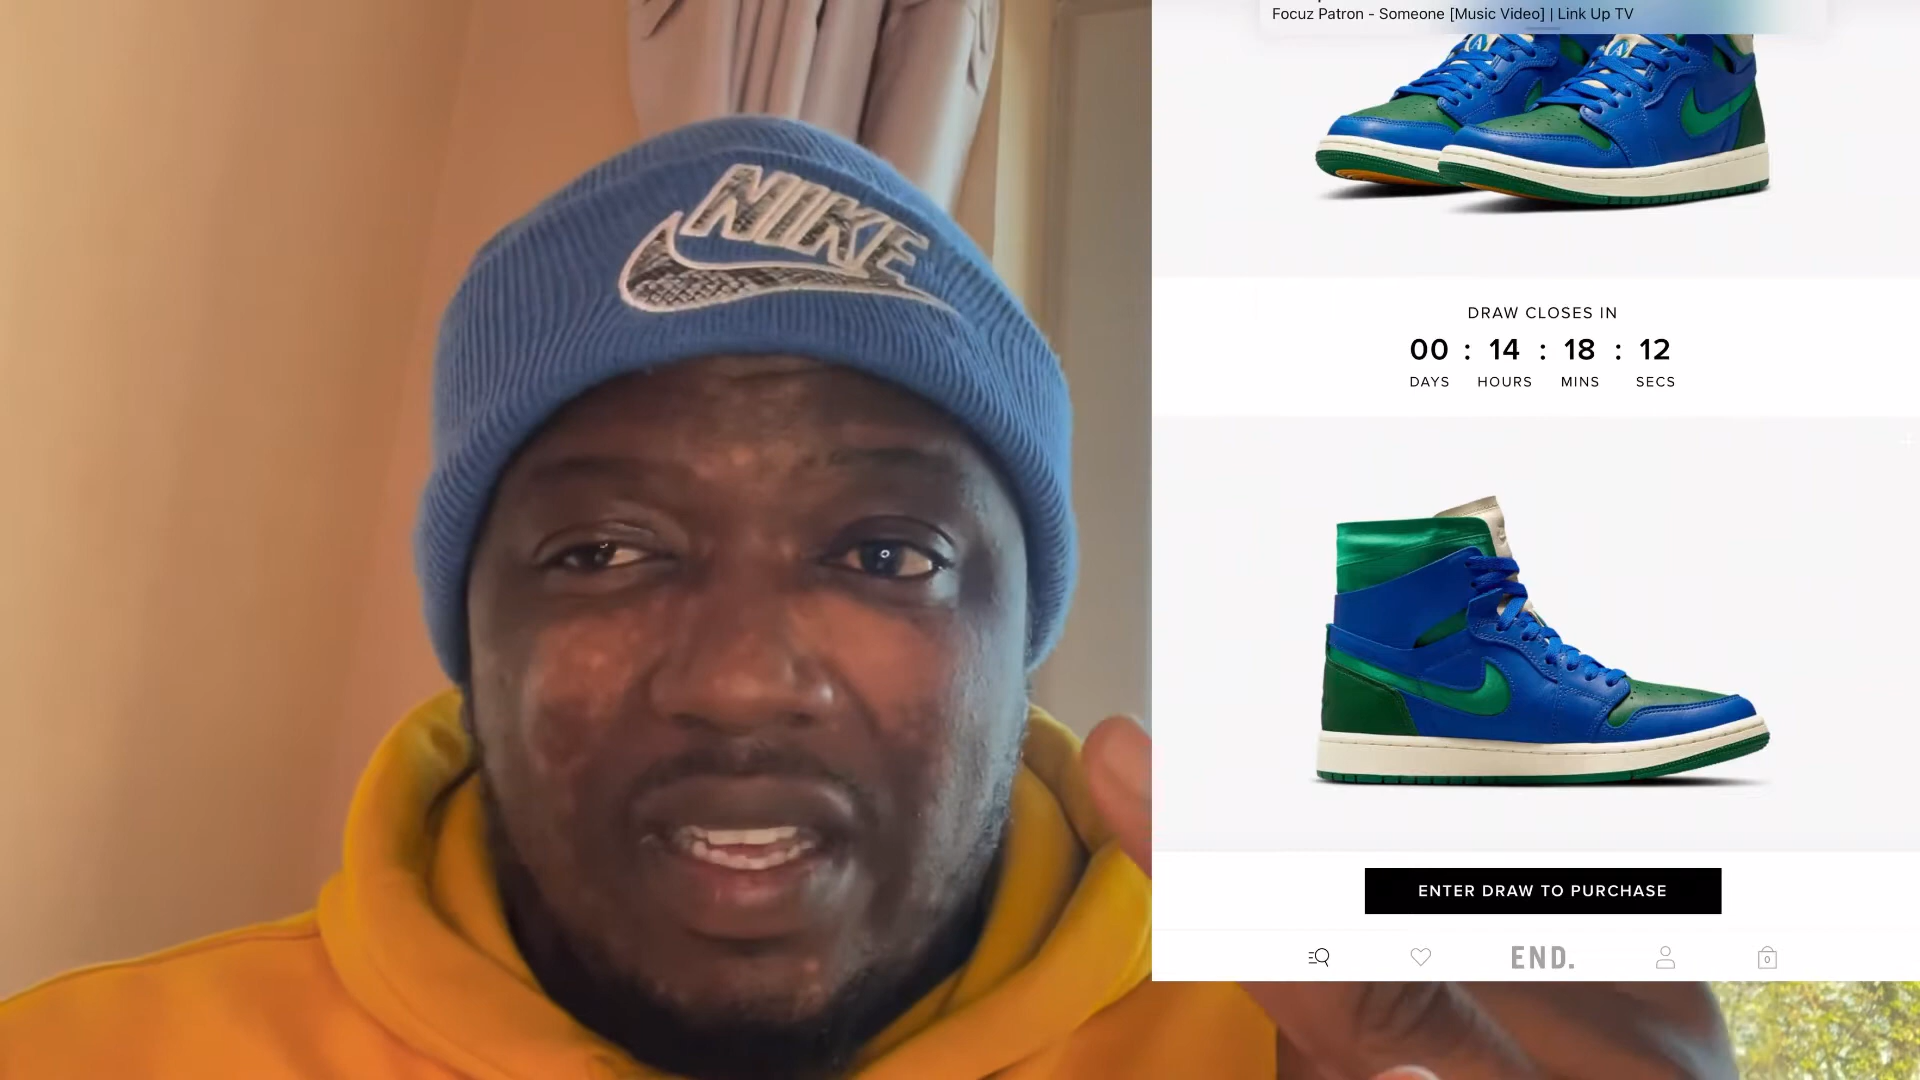 NIKE
Focuz Patron - Someone [Music Video] | Link Up TV
DRAW CLOSES IN
00 : 14 : 18 : 12
DAYS HOURS MINS SECS
ENTER DRAW TO PURCHASE
END.
0